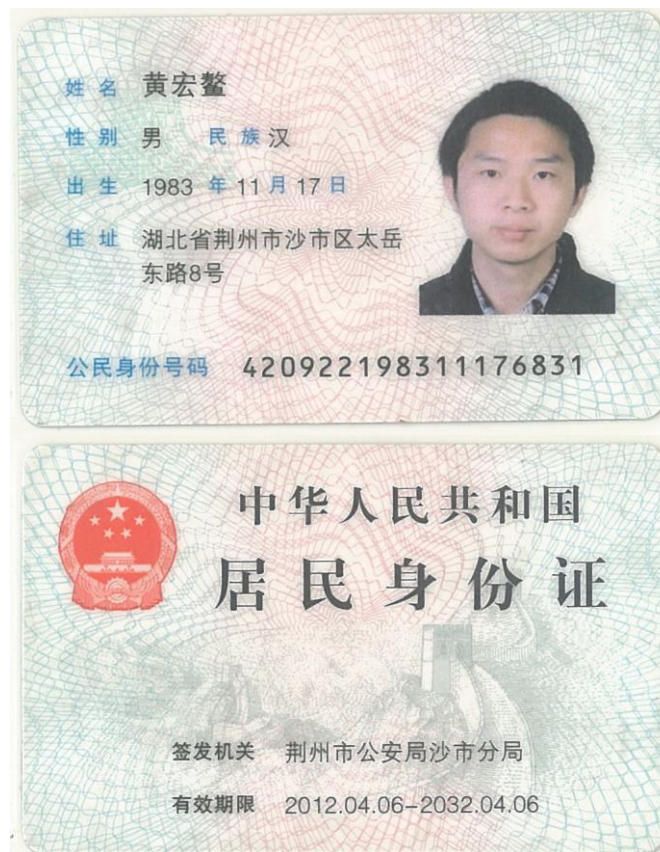 姓名 黄宏鳌
性别 男 民族 汉
出生 1983 年 11 月 17 日
住址 湖北省荆州市沙市区太岳
东路8号
公民身份号码 420922198311176831
中华人民共和国
居民身份证
签发机关 荆州市公安局沙市分局
有效期限 2012.04.06-2032.04.06